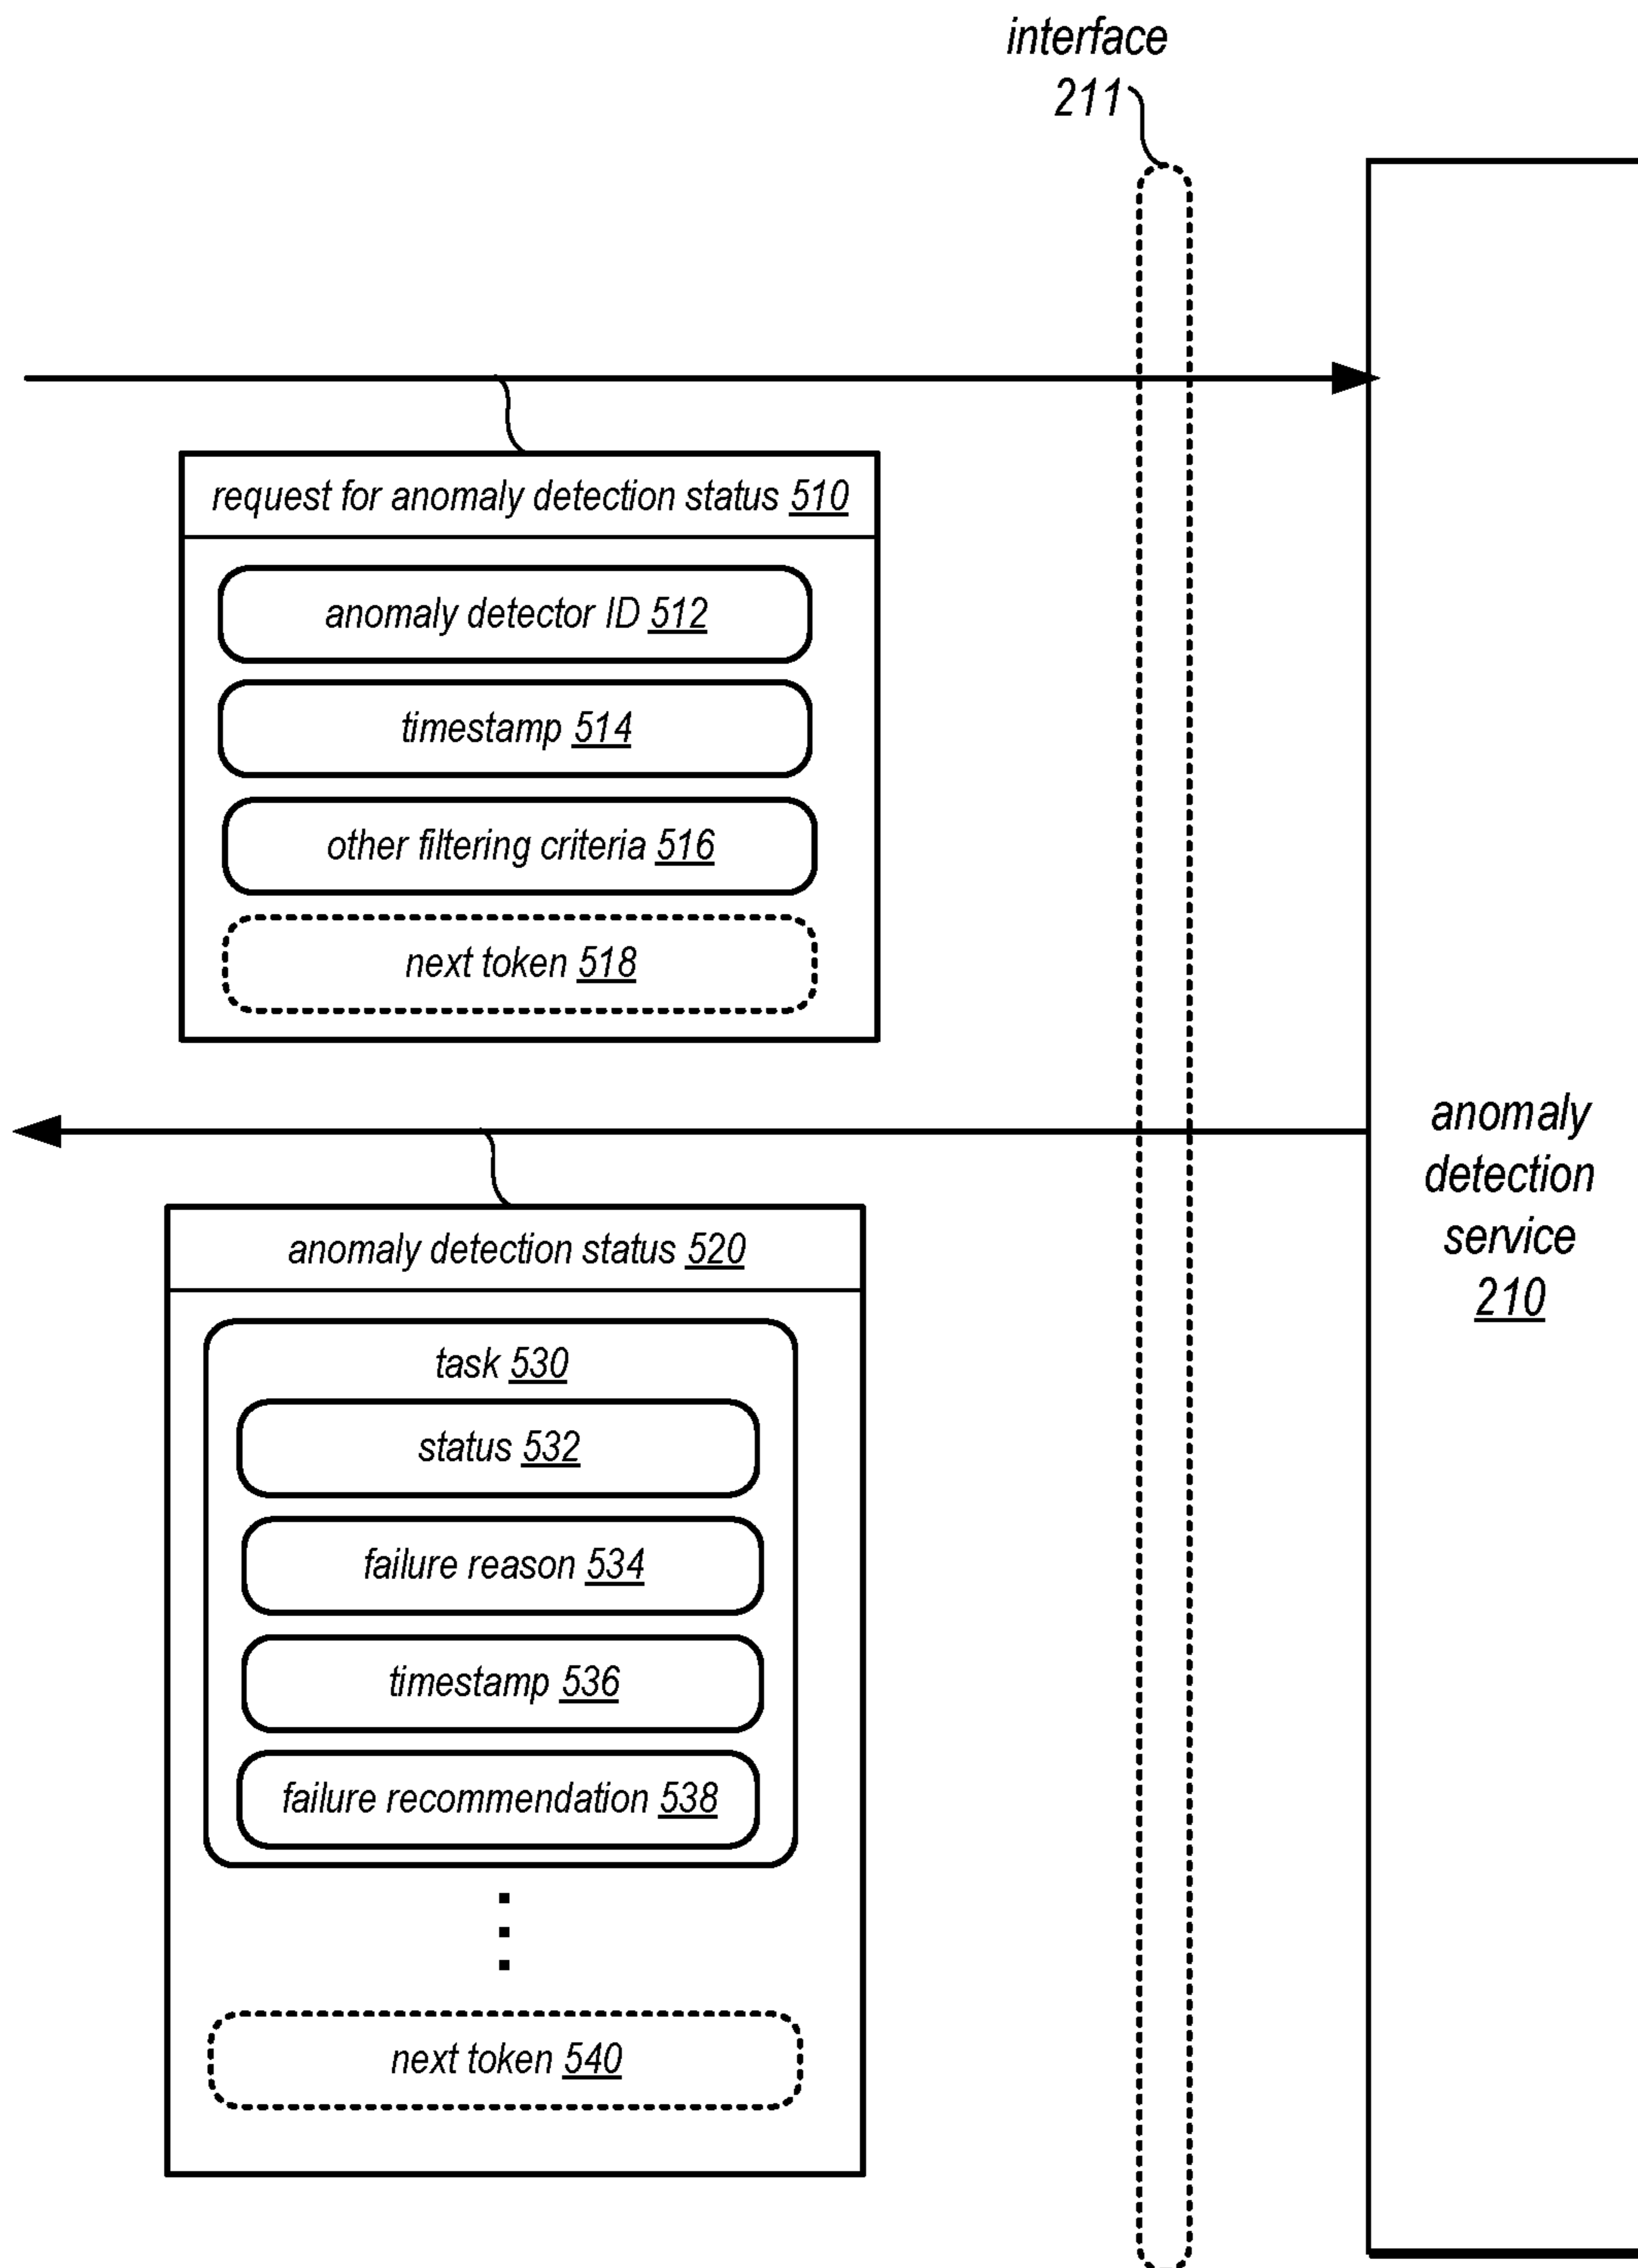 interface
211
request for anomaly detection status 510
anomaly detector ID 512
timestamp 514
other filtering criteria 516
next token 518
anomaly
detection
service
210
anomaly detection status 520
task 530
status 532
failure reason 534
timestamp 536
failure recommendation 538
next token 540